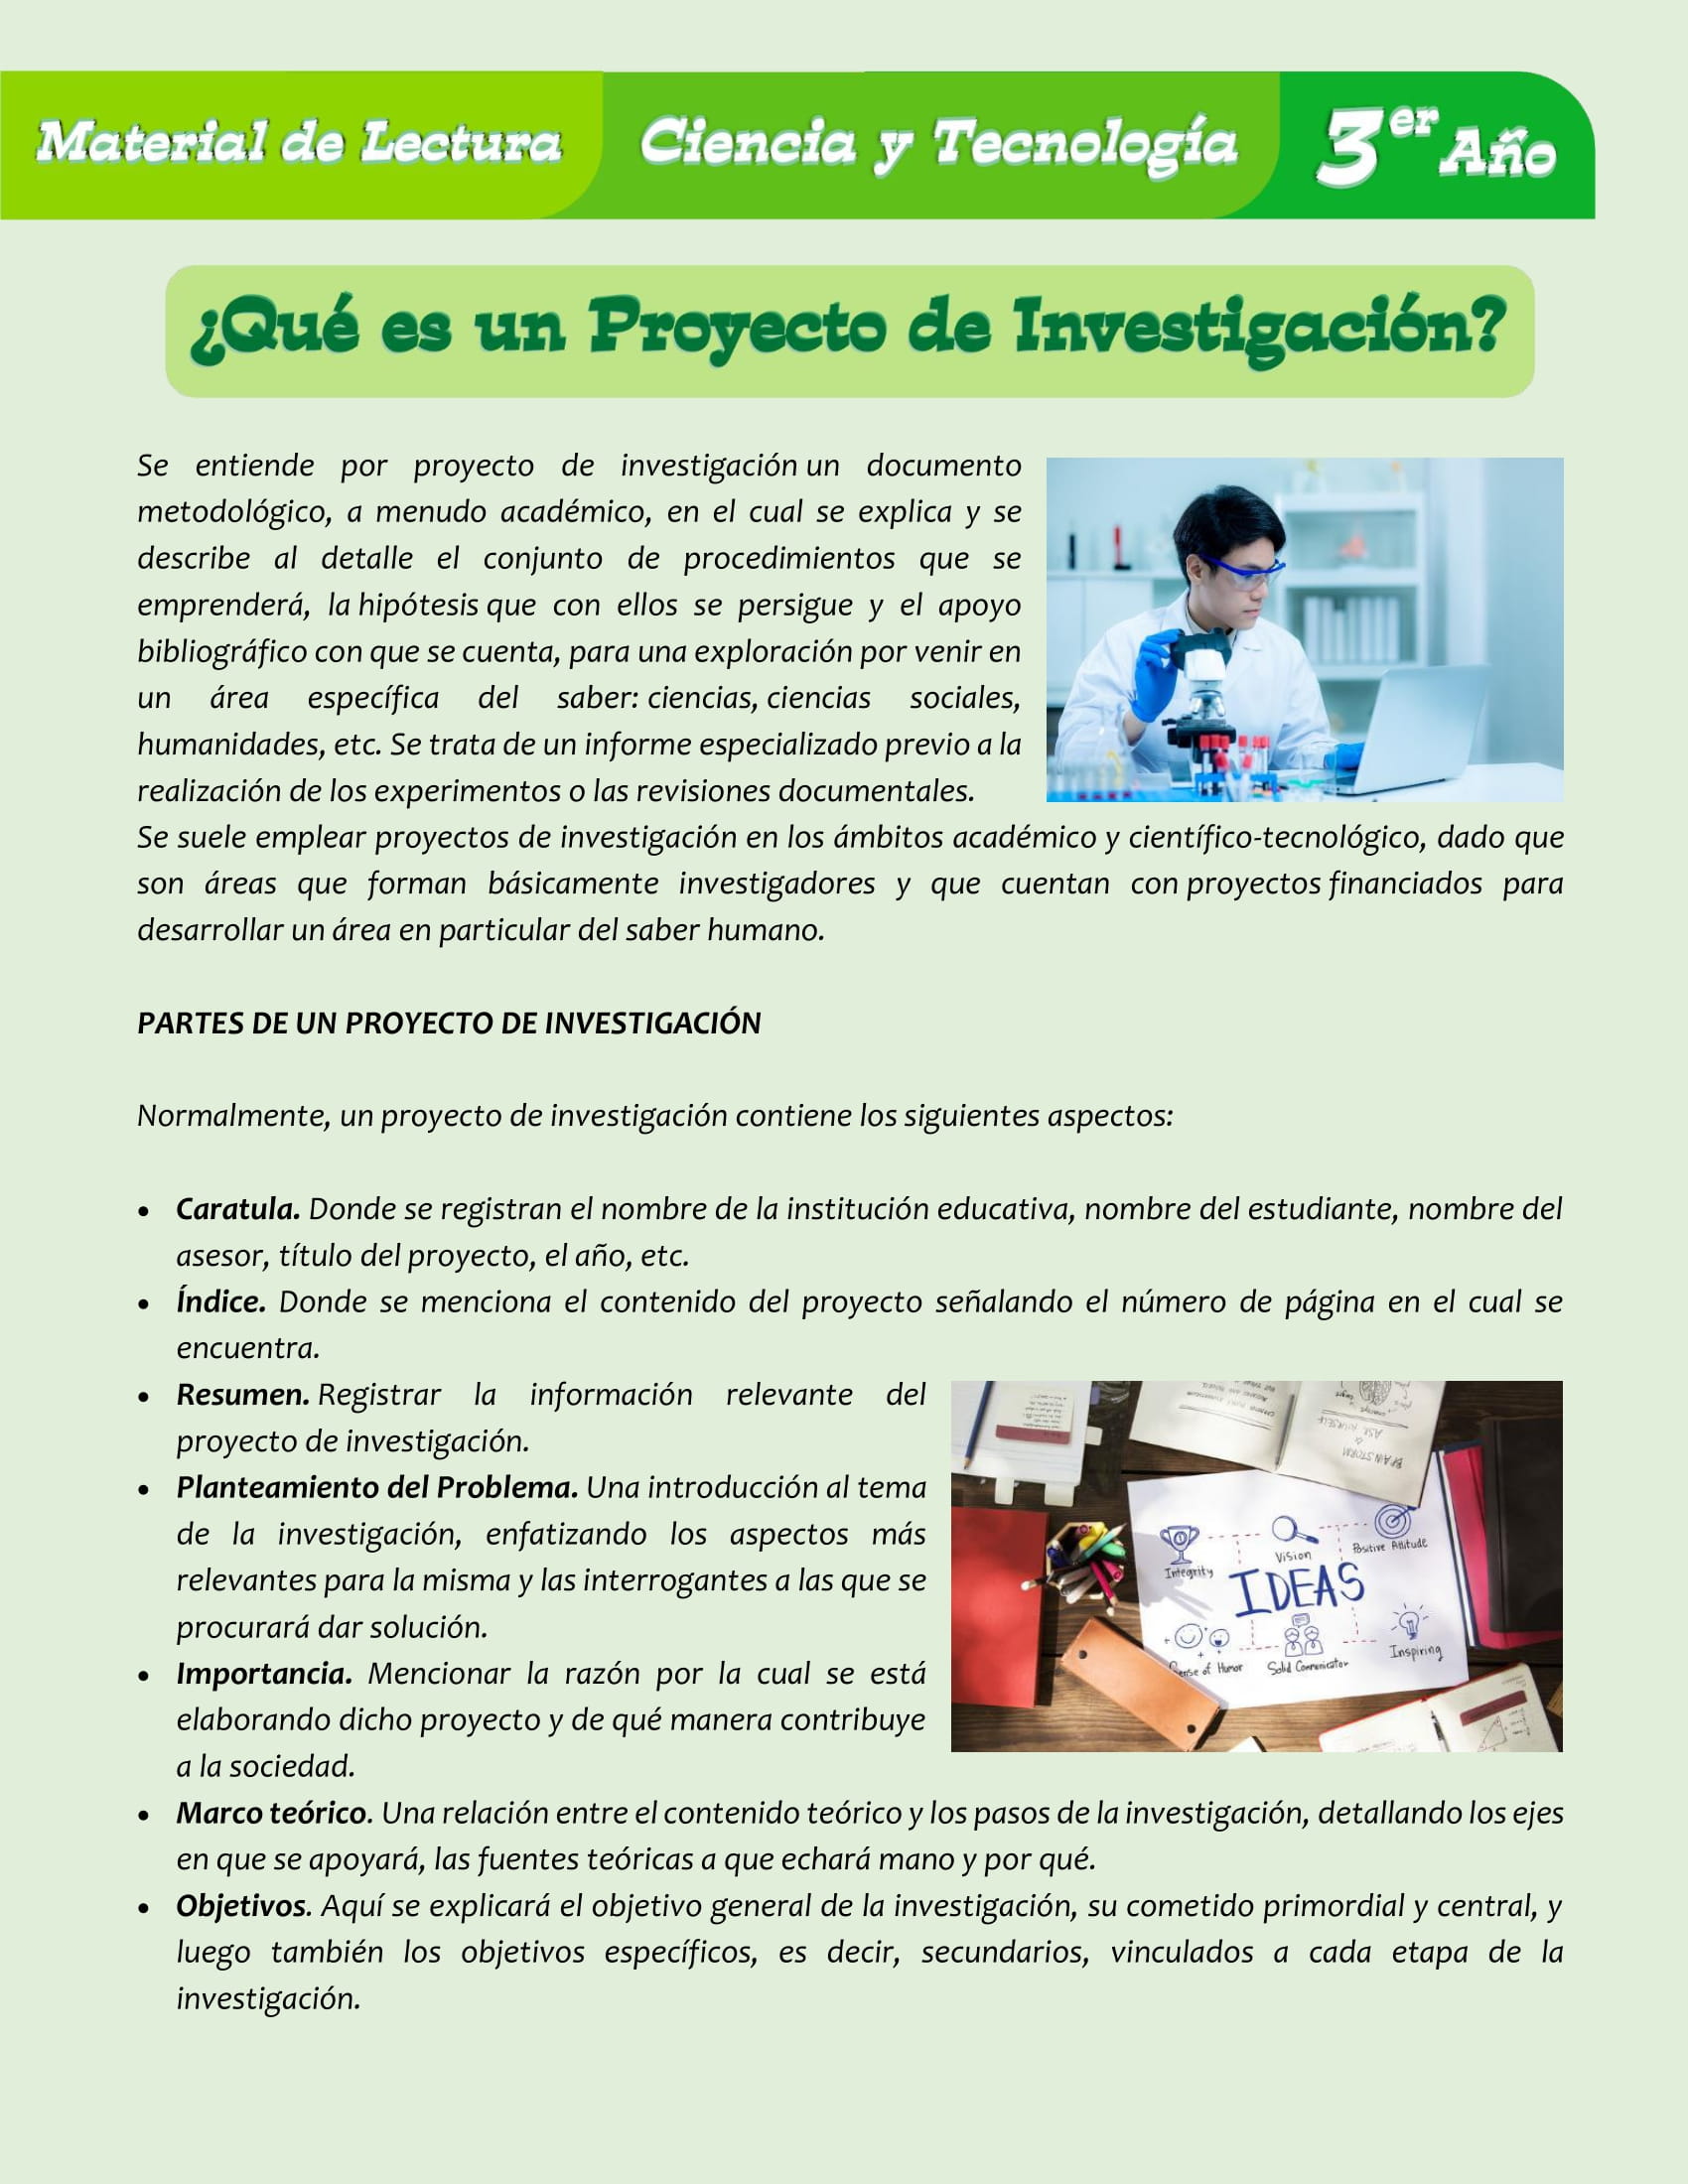 Material de Lectura
Ciencia y Tecnología
3er Año
¿Qué es un Proyecto de Investigación?
Se entiende por proyecto de investigación un documento
metodológico, a menudo académico, en el cual se explica y se
describe al detalle el conjunto de procedimientos que se
emprenderá, la hipótesis que con ellos se persigue y el apoyo
bibliográfico con que se cuenta, para una exploración por venir en
un área específica del saber: ciencias, ciencias sociales,
humanidades, etc. Se trata de un informe especializado previo a la
realización de los experimentos o las revisiones documentales.
Se suele emplear proyectos de investigación en los ámbitos académico y científico-tecnológico, dado que
son áreas que forman básicamente investigadores y que cuentan con proyectos financiados para
desarrollar un área en particular del saber humano.
PARTES DE UN PROYECTO DE INVESTIGACIÓN
Normalmente, un proyecto de investigación contiene los siguientes aspectos:
• Caratula. Donde se registran el nombre de la institución educativa, nombre del estudiante, nombre del
asesor, título del proyecto, el año, etc.
• Índice. Donde se menciona el contenido del proyecto señalando el número de página en el cual se
encuentra.
• Resumen. Registrar la información relevante del
proyecto de investigación.
• Planteamiento del Problema. Una introducción al tema
de la investigación, enfatizando los aspectos más
relevantes para la misma y las interrogantes a las que se
procurará dar solución.
• Importancia. Mencionar la razón por la cual se está
elaborando dicho proyecto y de qué manera contribuye
a la sociedad.
• Marco teórico. Una relación entre el contenido teórico y los pasos de la investigación, detallando los ejes
en que se apoyará, las fuentes teóricas a que echará mano y por qué.
• Objetivos. Aquí se explicará el objetivo general de la investigación, su cometido primordial y central, y
luego también los objetivos específicos, es decir, secundarios, vinculados a cada etapa de la
investigación.
BRAINSTORM
ASK YOURSELF
Integrity
Vision
Positive Attitude
IDEAS
Sense of Humor
Solid Communicator
Inspiring